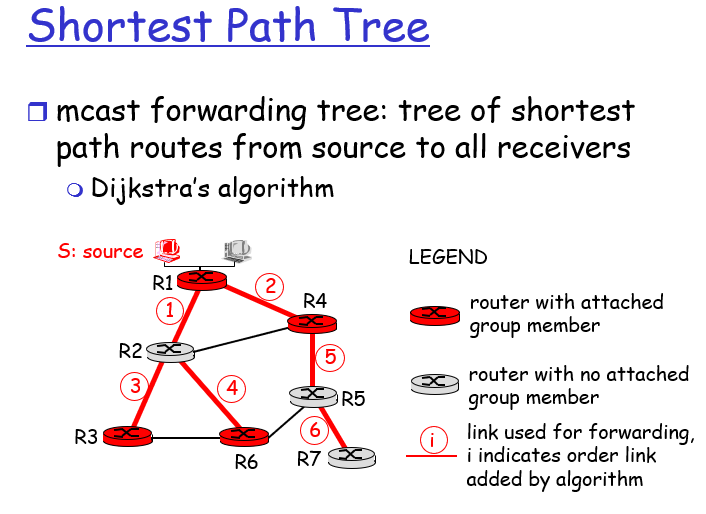 Shortest Path Tree
mcast forwarding tree: tree of shortest
path routes from source to all receivers
Dijkstra's algorithm
S: source
LEGEND
R1
2
R4
1
router with attached
group member
R2
5
3
4
R5
router with no attached
group member
6
R3
R6
R7
i
link used for forwarding,
i indicates order link
added by algorithm